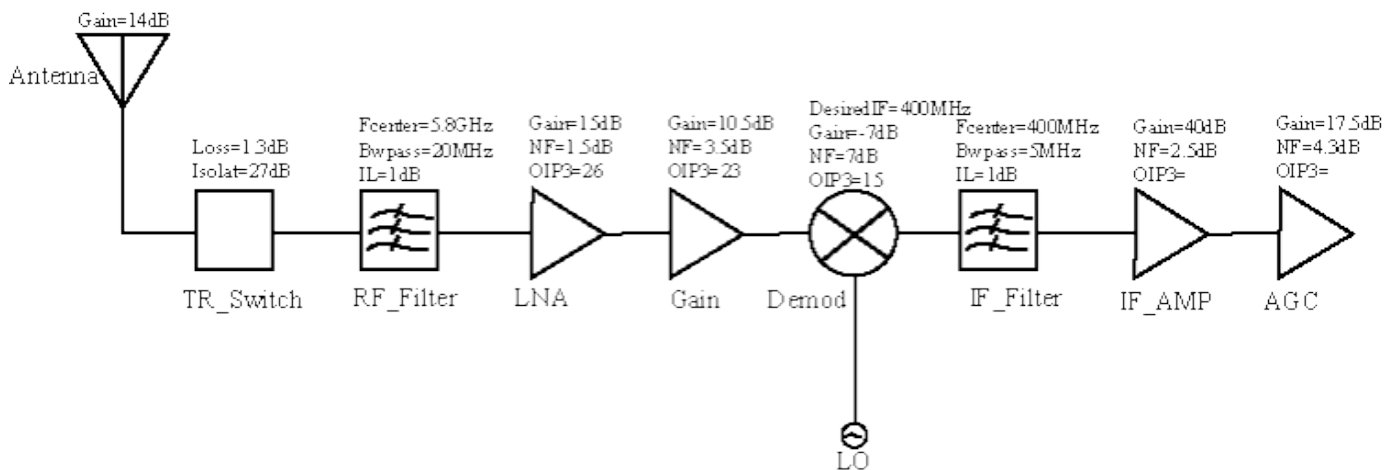 Gain=14dB
Antenna
Loss=1.3dB
Isolat=27dB
TR_Switch
Fcenter=5.8GHz
Bwpass=20MHz
IL=1dB
RF_Filter
Gain=15dB
NF=1.5dB
OIP3=26
LNA
Gain=10.5dB
NF=3.5dB
OIP3=23
Gain
DesiredIF=400MHz
Gain=-7dB
NF=7dB
OIP3=15
Demod
LO
Fcenter=400MHz
Bwpass=5MHz
IL=1dB
IF_Filter
Gain=40dB
NF=2.5dB
OIP3=
IF_AMP
Gain=17.5dB
NF=4.3dB
OIP3=
AGC